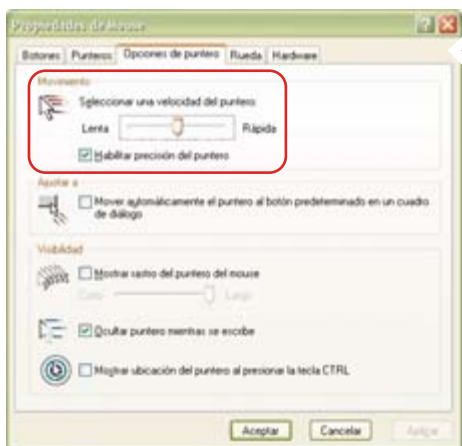 Propiedades de Mouse
Botones Punteros Opciones de puntero Rueda Hardware
Movimiento
Seleccionar una velocidad del puntero:
Lenta Rápida
Habilitar precisión del puntero
Ajustar a
Mover automáticamente el puntero al botón predeterminado en un cuadro
de diálogo
Visibilidad
Mostrar rastro del puntero del mouse
Corto Largo
Ocultar puntero mientras se escribe
Mostrar ubicación del puntero al presionar la tecla CTRL
Aceptar Cancelar Aplicar